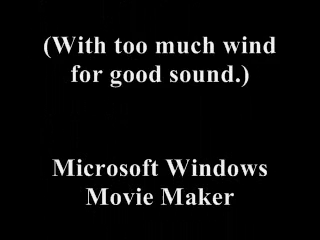 (With too much wind
for good sound.)
Microsoft Windows
Movie Maker